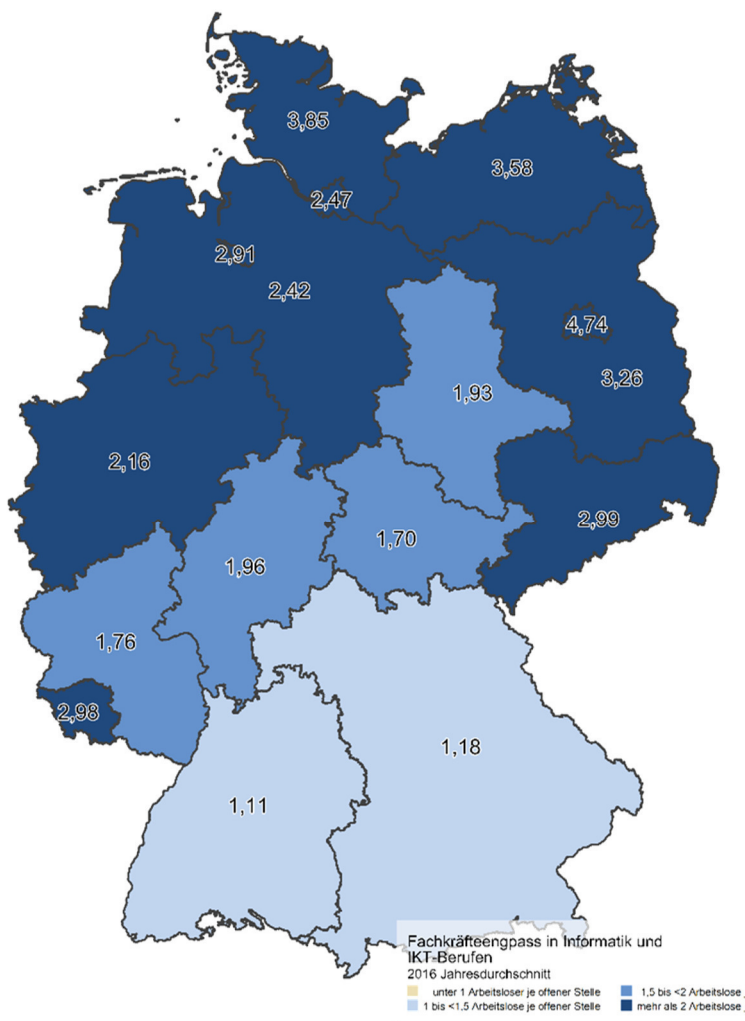 3,85
3,58
2,47
2,91
2,42
4,74
3,26
1,93
2,16
2,99
1,70
1,96
1,76
2,98
1,18
1,11
Fachkräfteengpass in Informatik und
IKT-Berufen
2016 Jahresdurchschnitt
unter 1 Arbeitsloser je offener Stelle
1,5 bis <2 Arbeitslose
1 bis <1,5 Arbeitslose je offener Stelle
mehr als 2 Arbeitslose